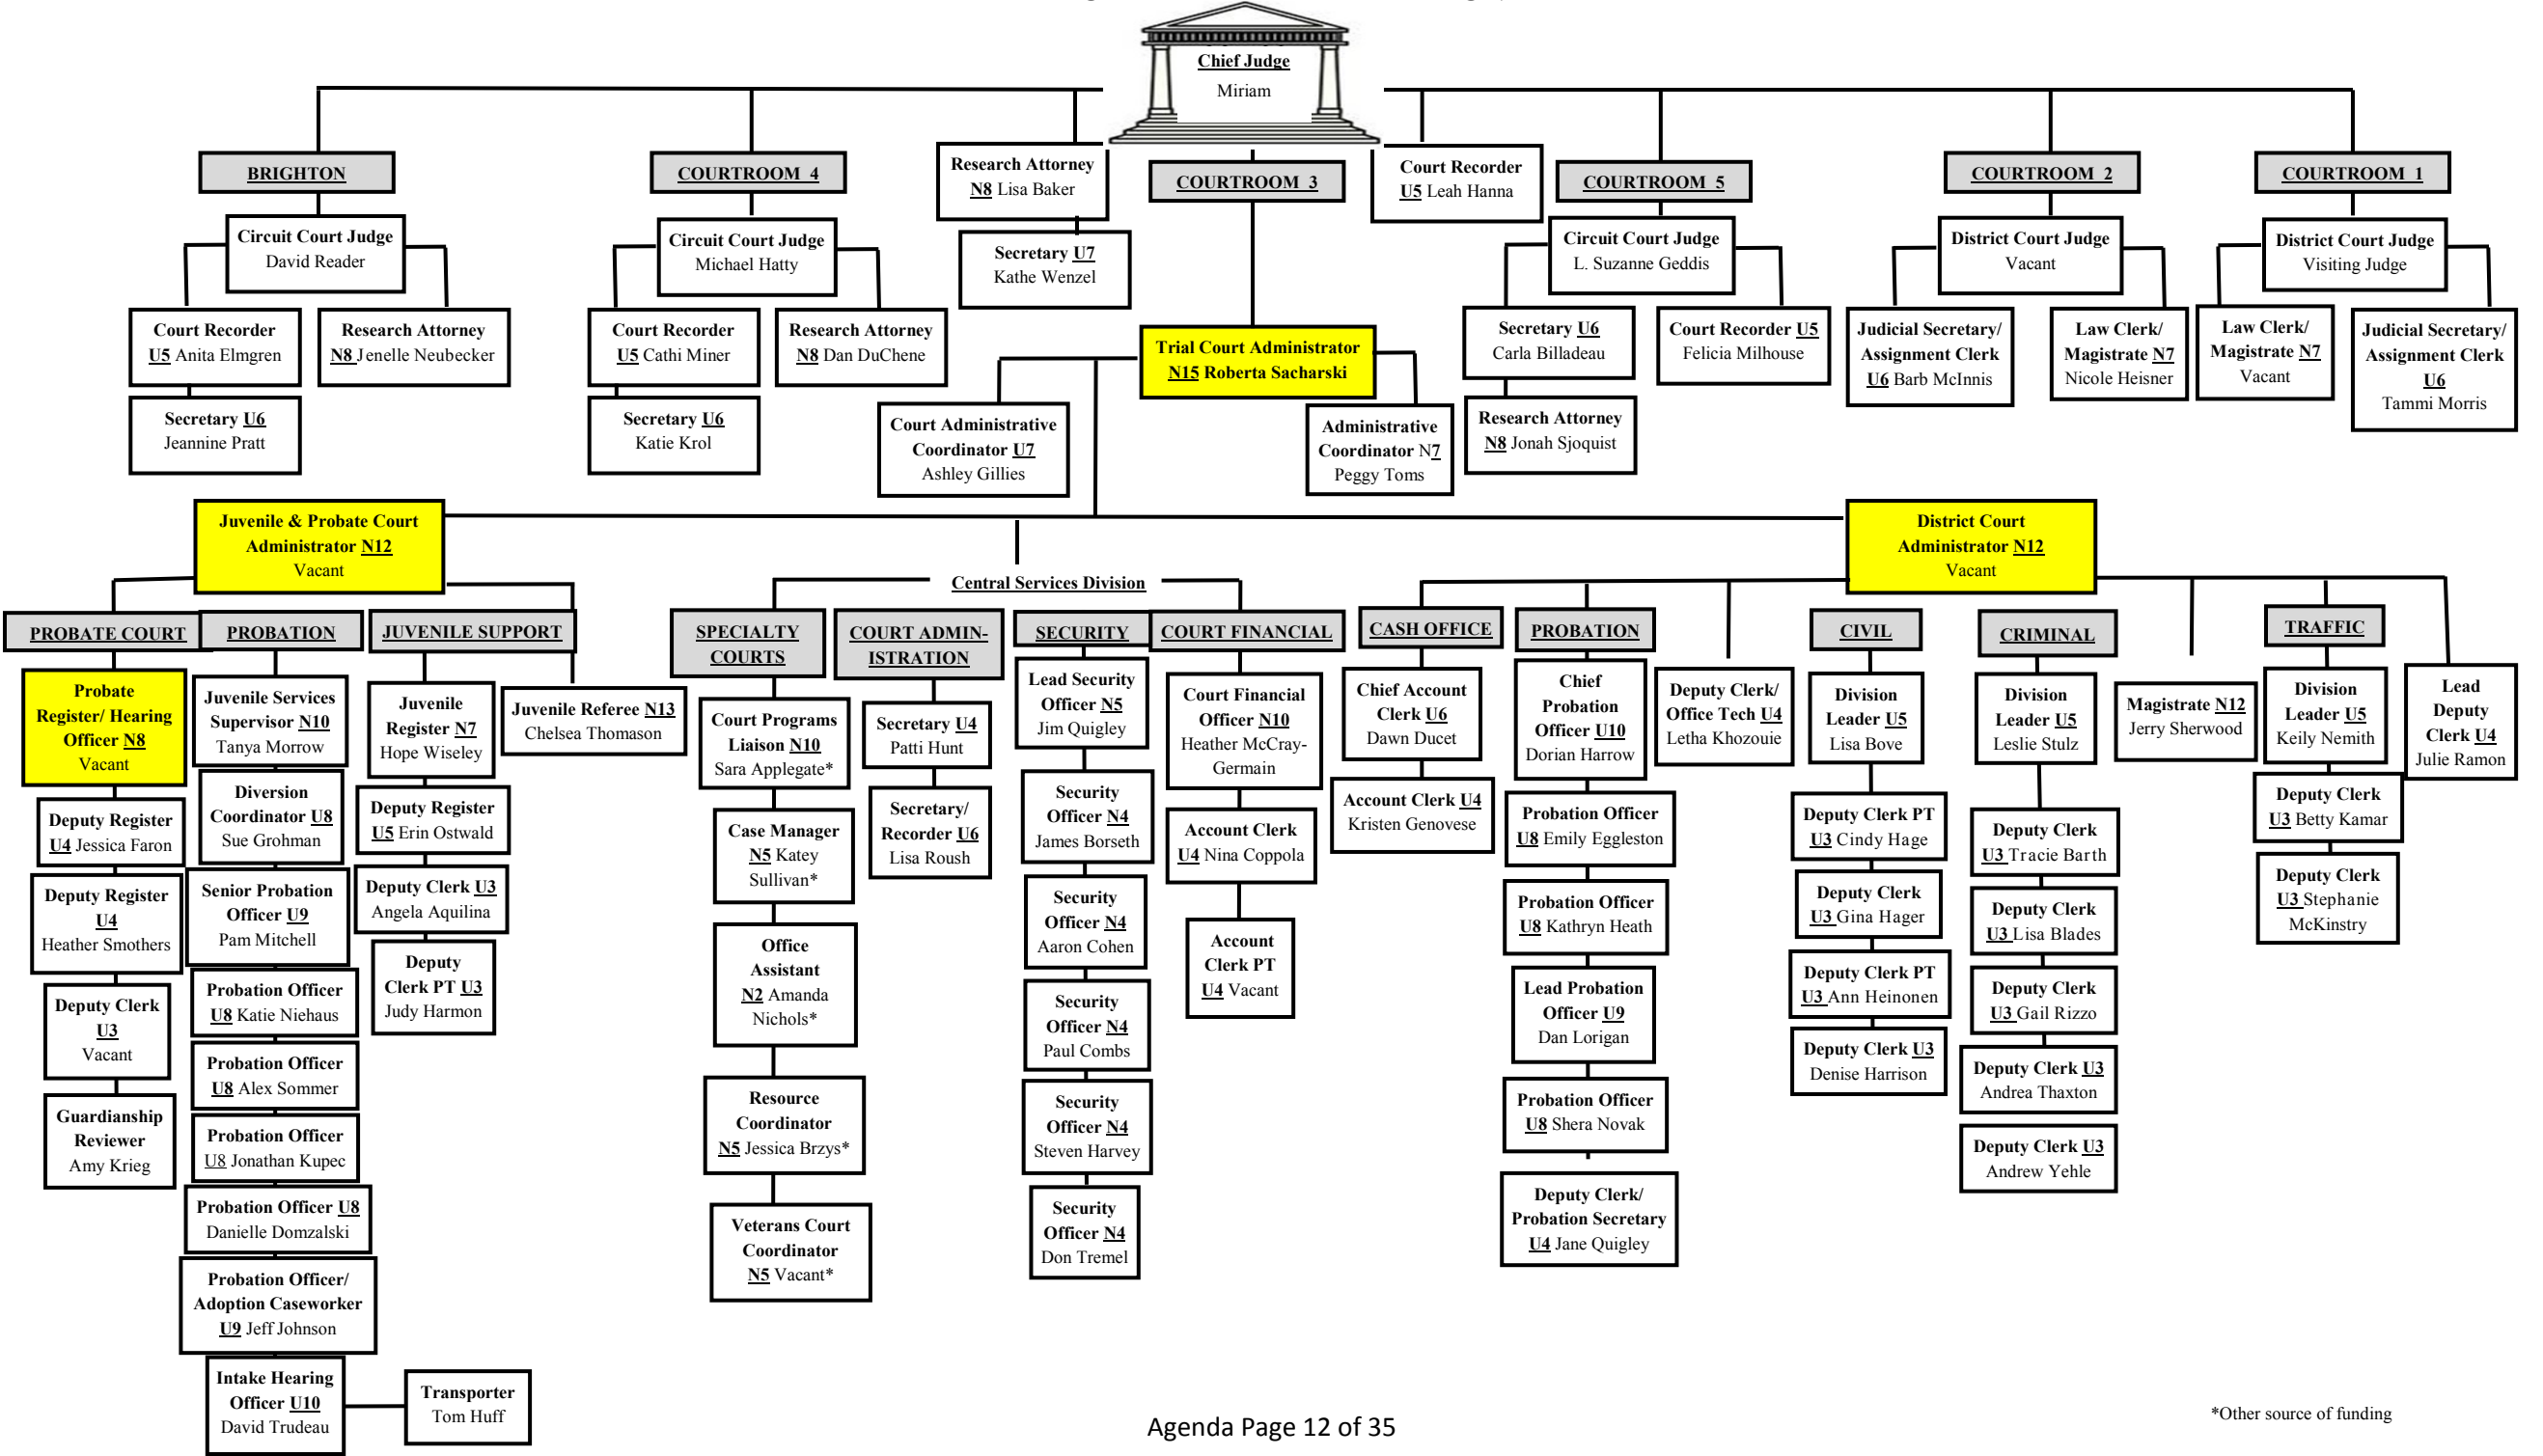 Chief Judge
Miriam
BRIGHTON
Circuit Court Judge
David Reader
Court Recorder
U5 Anita Elmgren
Research Attorney
N8 Jenelle Neubecker
Secretary U6
Jeannine Pratt
COURTROOM 4
Circuit Court Judge
Michael Hatty
Court Recorder
U5 Cathi Miner
Research Attorney
N8 Dan DuChene
Secretary U6
Katie Krol
Research Attorney
N8 Lisa Baker
Secretary U7
Kathe Wenzel
COURTROOM 3
Court Recorder
U5 Leah Hanna
Trial Court Administrator
N15 Roberta Sacharski
Court Administrative
Coordinator U7
Ashley Gillies
Administrative
Coordinator N7
Peggy Toms
COURTROOM 5
Circuit Court Judge
L. Suzanne Geddis
Secretary U6
Carla Billadeau
Court Recorder U5
Felicia Milhouse
Research Attorney
N8 Jonah Sjoquist
COURTROOM 2
District Court Judge
Vacant
Judicial Secretary/
Assignment Clerk
U6 Barb McInnis
Law Clerk/
Magistrate N7
Nicole Heisner
COURTROOM 1
District Court Judge
Visiting Judge
Law Clerk/
Magistrate N7
Vacant
Judicial Secretary/
Assignment Clerk
U6
Tammi Morris
Juvenile & Probate Court
Administrator N12
Vacant
PROBATE COURT
Probate
Register/ Hearing
Officer N8
Vacant
Deputy Register
U4 Jessica Faron
Deputy Register
U4
Heather Smothers
Deputy Clerk
U3
Vacant
Guardianship
Reviewer
Amy Krieg
PROBATION
Juvenile Services
Supervisor N10
Tanya Morrow
Diversion
Coordinator U8
Sue Grohman
Senior Probation
Officer U9
Pam Mitchell
Probation Officer
U8 Katie Niehaus
Probation Officer
U8 Alex Sommer
Probation Officer
U8 Jonathan Kupec
Probation Officer U8
Danielle Domzalski
Probation Officer/
Adoption Caseworker
U9 Jeff Johnson
Intake Hearing
Officer U10
David Trudeau
Transporter
Tom Huff
JUVENILE SUPPORT
Juvenile
Register N7
Hope Wiseley
Deputy Register
U5 Erin Ostwald
Deputy Clerk U3
Angela Aquilina
Deputy
Clerk PT U3
Judy Harmon
Juvenile Referee N13
Chelsea Thomason
Central Services Division
SPECIALTY
COURTS
Court Programs
Liaison N10
Sara Applegate*
Case Manager
N5 Katey
Sullivan*
Office
Assistant
N2 Amanda
Nichols*
Resource
Coordinator
N5 Jessica Brzys*
Veterans Court
Coordinator
N5 Vacant*
COURT ADMIN-
ISTRATION
Secretary U4
Patti Hunt
Secretary/
Recorder U6
Lisa Roush
SECURITY
Lead Security
Officer N5
Jim Quigley
Security
Officer N4
James Borseth
Security
Officer N4
Aaron Cohen
Security
Officer N4
Paul Combs
Security
Officer N4
Steven Harvey
Security
Officer N4
Don Tremel
COURT FINANCIAL
Court Financial
Officer N10
Heather McCray-
Germain
Account Clerk
U4 Nina Coppola
Account
Clerk PT
U4 Vacant
District Court
Administrator N12
Vacant
CASH OFFICE
Chief Account
Clerk U6
Dawn Ducet
Account Clerk U4
Kristen Genovese
PROBATION
Chief
Probation
Officer U10
Dorian Harrow
Probation Officer
U8 Emily Eggleston
Probation Officer
U8 Kathryn Heath
Lead Probation
Officer U9
Dan Lorigan
Probation Officer
U8 Shera Novak
Deputy Clerk/
Probation Secretary
U4 Jane Quigley
Deputy Clerk/
Office Tech U4
Letha Khozouie
CIVIL
Division
Leader U5
Lisa Bove
Deputy Clerk PT
U3 Cindy Hage
Deputy Clerk
U3 Gina Hager
Deputy Clerk PT
U3 Ann Heinonen
Deputy Clerk U3
Denise Harrison
CRIMINAL
Division
Leader U5
Leslie Stulz
Deputy Clerk
U3 Tracie Barth
Deputy Clerk
U3 Lisa Blades
Deputy Clerk
U3 Gail Rizzo
Deputy Clerk U3
Andrea Thaxton
Deputy Clerk U3
Andrew Yehle
Magistrate N12
Jerry Sherwood
TRAFFIC
Division
Leader U5
Keily Nemith
Deputy Clerk
U3 Betty Kamar
Deputy Clerk
U3 Stephanie
McKinstry
Lead
Deputy
Clerk U4
Julie Ramon
*Other source of funding
Agenda Page 12 of 35